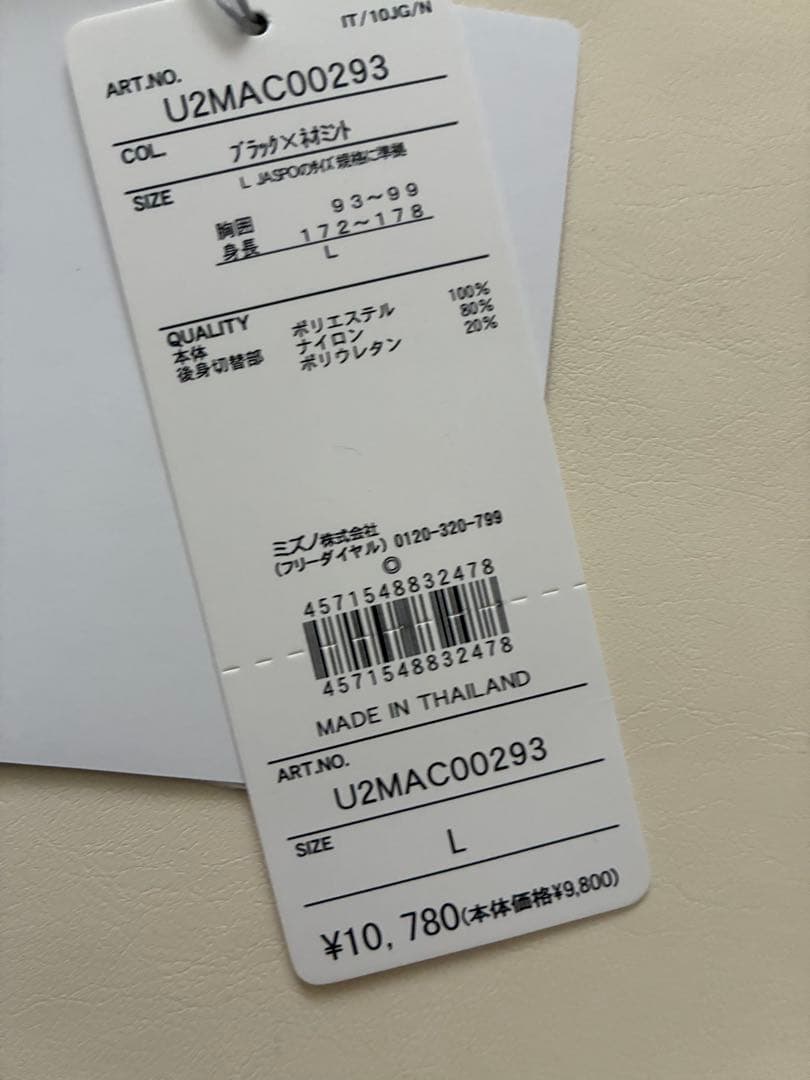 IT/10JG/N
ART.NO.
U2MAC00293
COL. ブラック×ネオミント
SIZE L JASPOのサイズ規格に準拠
胸囲 93～99
身長 172～178
L
QUALITY
本体 ポリエステル 100%
後身切替部 ナイロン 80%
ポリウレタン 20%
ミズノ株式会社
(フリーダイヤル) 0120-320-799
◎
4571548832478
4571548832478
MADE IN THAILAND
ART.NO.
U2MAC00293
SIZE L
¥10,780(本体価格¥9,800)